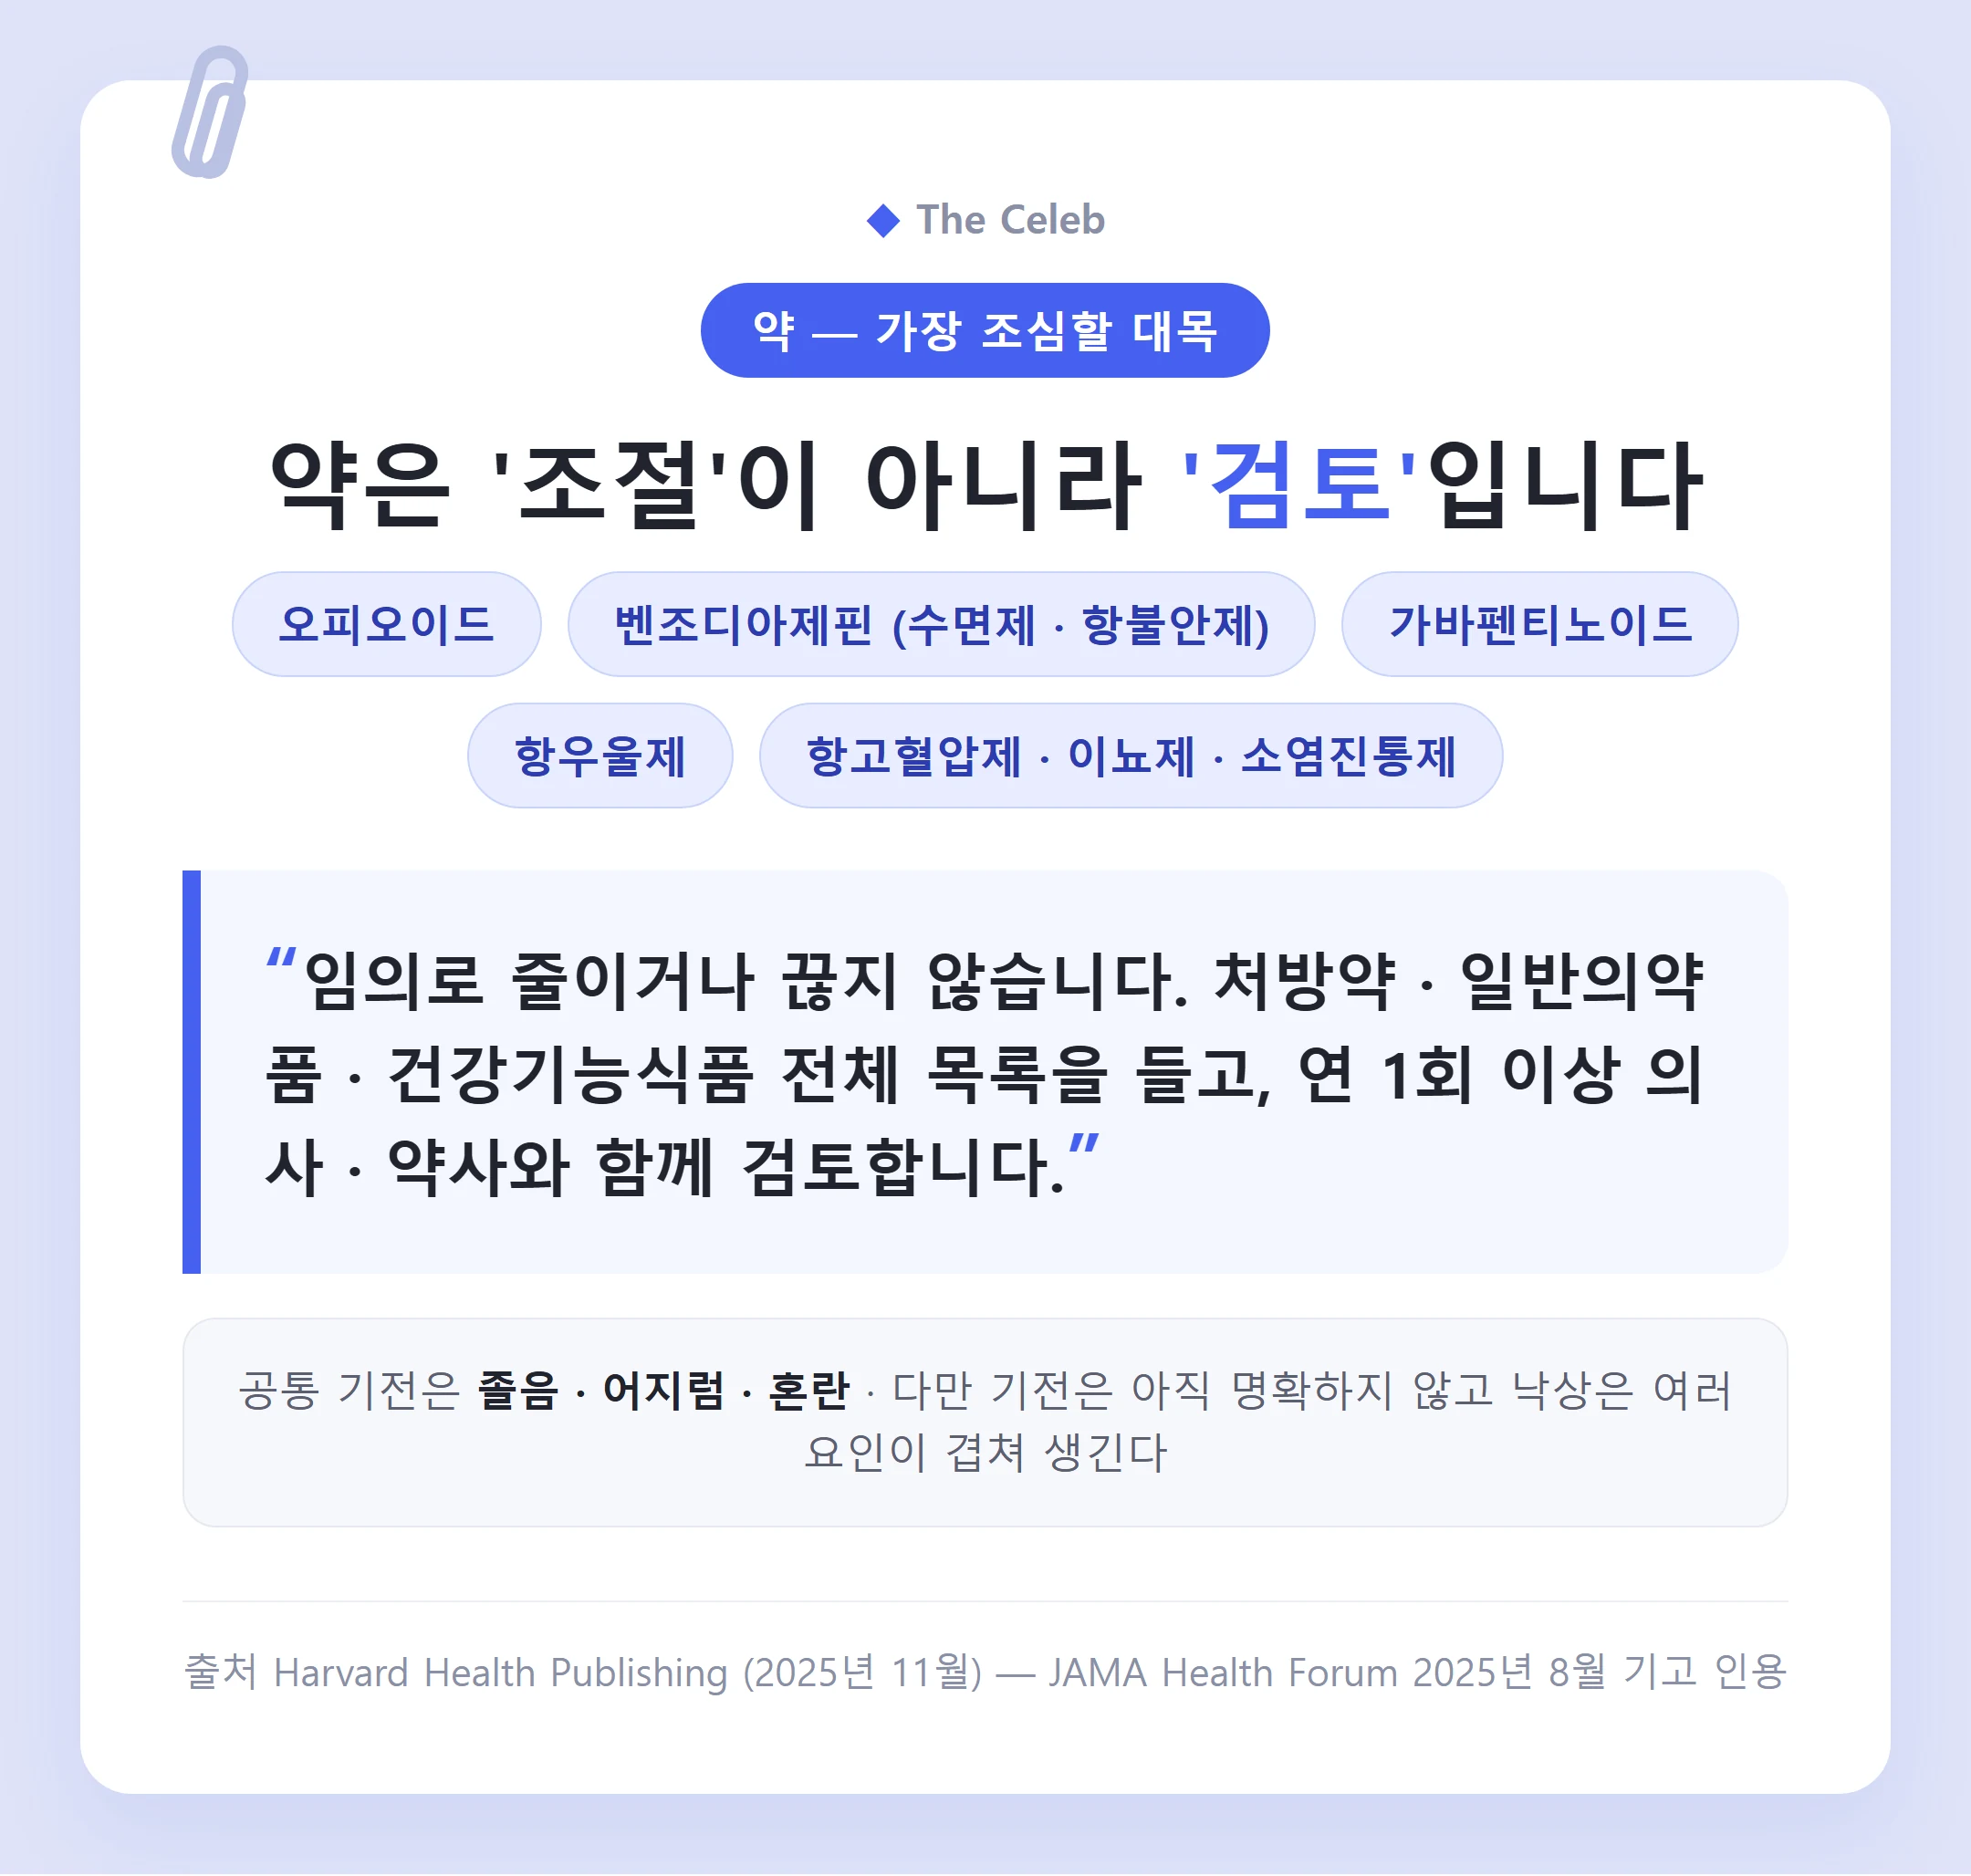 ◆ The Celeb
약 — 가장 조심할 대목
약은 '조절'이 아니라 '검토'입니다
오피오이드 벤조디아제핀 (수면제 · 항불안제) 가바펜티노이드
항우울제 항고혈압제 · 이뇨제 · 소염진통제
“임의로 줄이거나 끊지 않습니다. 처방약 · 일반의약
품 · 건강기능식품 전체 목록을 들고, 연 1회 이상 의
사 · 약사와 함께 검토합니다.”
공통 기전은 졸음 · 어지럼 · 혼란 · 다만 기전은 아직 명확하지 않고 낙상은 여러
요인이 겹쳐 생긴다
출처 Harvard Health Publishing (2025년 11월) — JAMA Health Forum 2025년 8월 기고 인용